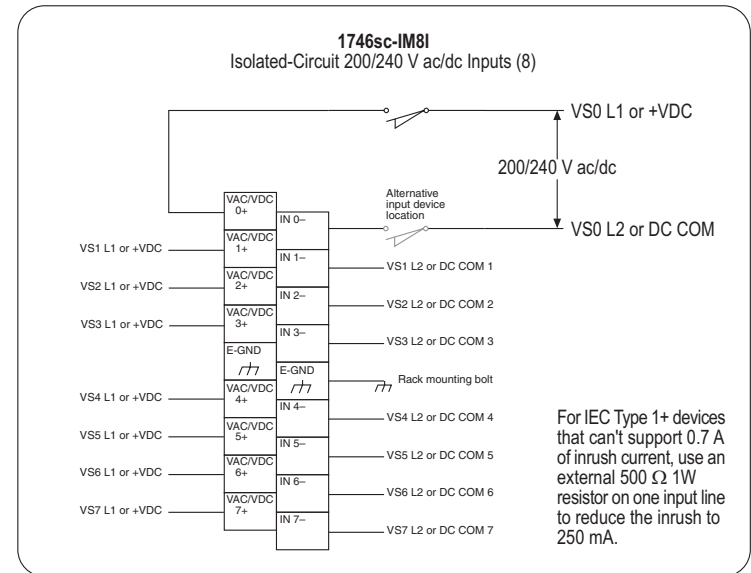 1746sc-IM8I
Isolated-Circuit 200/240 V ac/dc Inputs (8)
VS0 L1 or +VDC
200/240 V ac/dc
VS0 L2 or DC COM
Alternative
input device
location
VAC/VDC
0+
IN 0–
VS1 L1 or +VDC
VAC/VDC
1+
IN 1–
VS1 L2 or DC COM 1
VS2 L1 or +VDC
VAC/VDC
2+
IN 2–
VS2 L2 or DC COM 2
VS3 L1 or +VDC
VAC/VDC
3+
IN 3–
VS3 L2 or DC COM 3
E-GND
E-GND
Rack mounting bolt
VS4 L1 or +VDC
VAC/VDC
4+
IN 4–
VS4 L2 or DC COM 4
VS5 L1 or +VDC
VAC/VDC
5+
IN 5–
VS5 L2 or DC COM 5
VS6 L1 or +VDC
VAC/VDC
6+
IN 6–
VS6 L2 or DC COM 6
VS7 L1 or +VDC
VAC/VDC
7+
IN 7–
VS7 L2 or DC COM 7
For IEC Type 1+ devices
that can't support 0.7 A
of inrush current, use an
external 500 Ω 1W
resistor on one input line
to reduce the inrush to
250 mA.